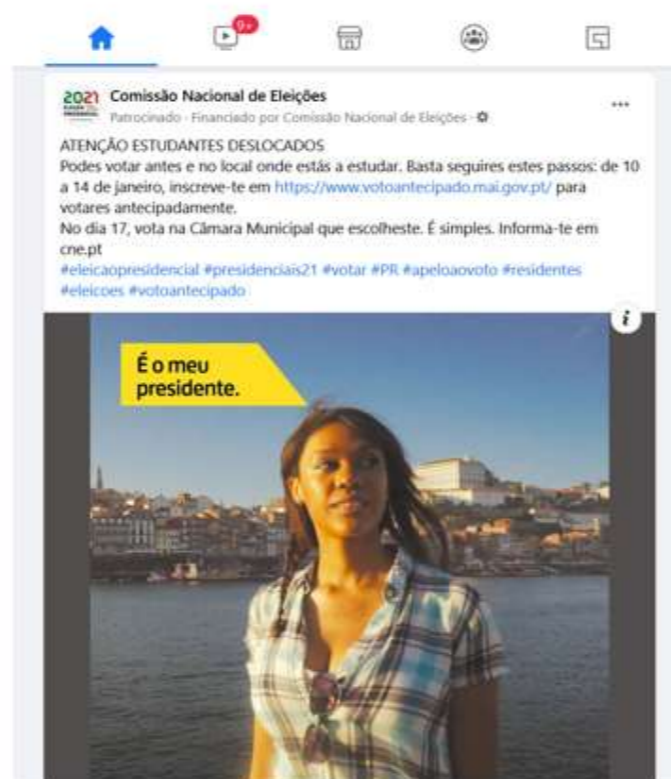 9+
2021
Comissão Nacional de Eleições
Patrocinado · Financiado por Comissão Nacional de Eleições ·
ATENÇÃO ESTUDANTES DESLOCADOS
Podes votar antes e no local onde estás a estudar. Basta seguires estes passos: de 10
a 14 de janeiro, inscreve-te em https://www.votoantecipado.mai.gov.pt/ para
votares antecipadamente.
No dia 17, vota na Câmara Municipal que escolheste. É simples. Informa-te em
cne.pt
#eleicaopresidencial #presidenciais21 #votar #PR #apeloaovoto #residentes
#eleicoes #votoantecipado
i
É o meu
presidente.